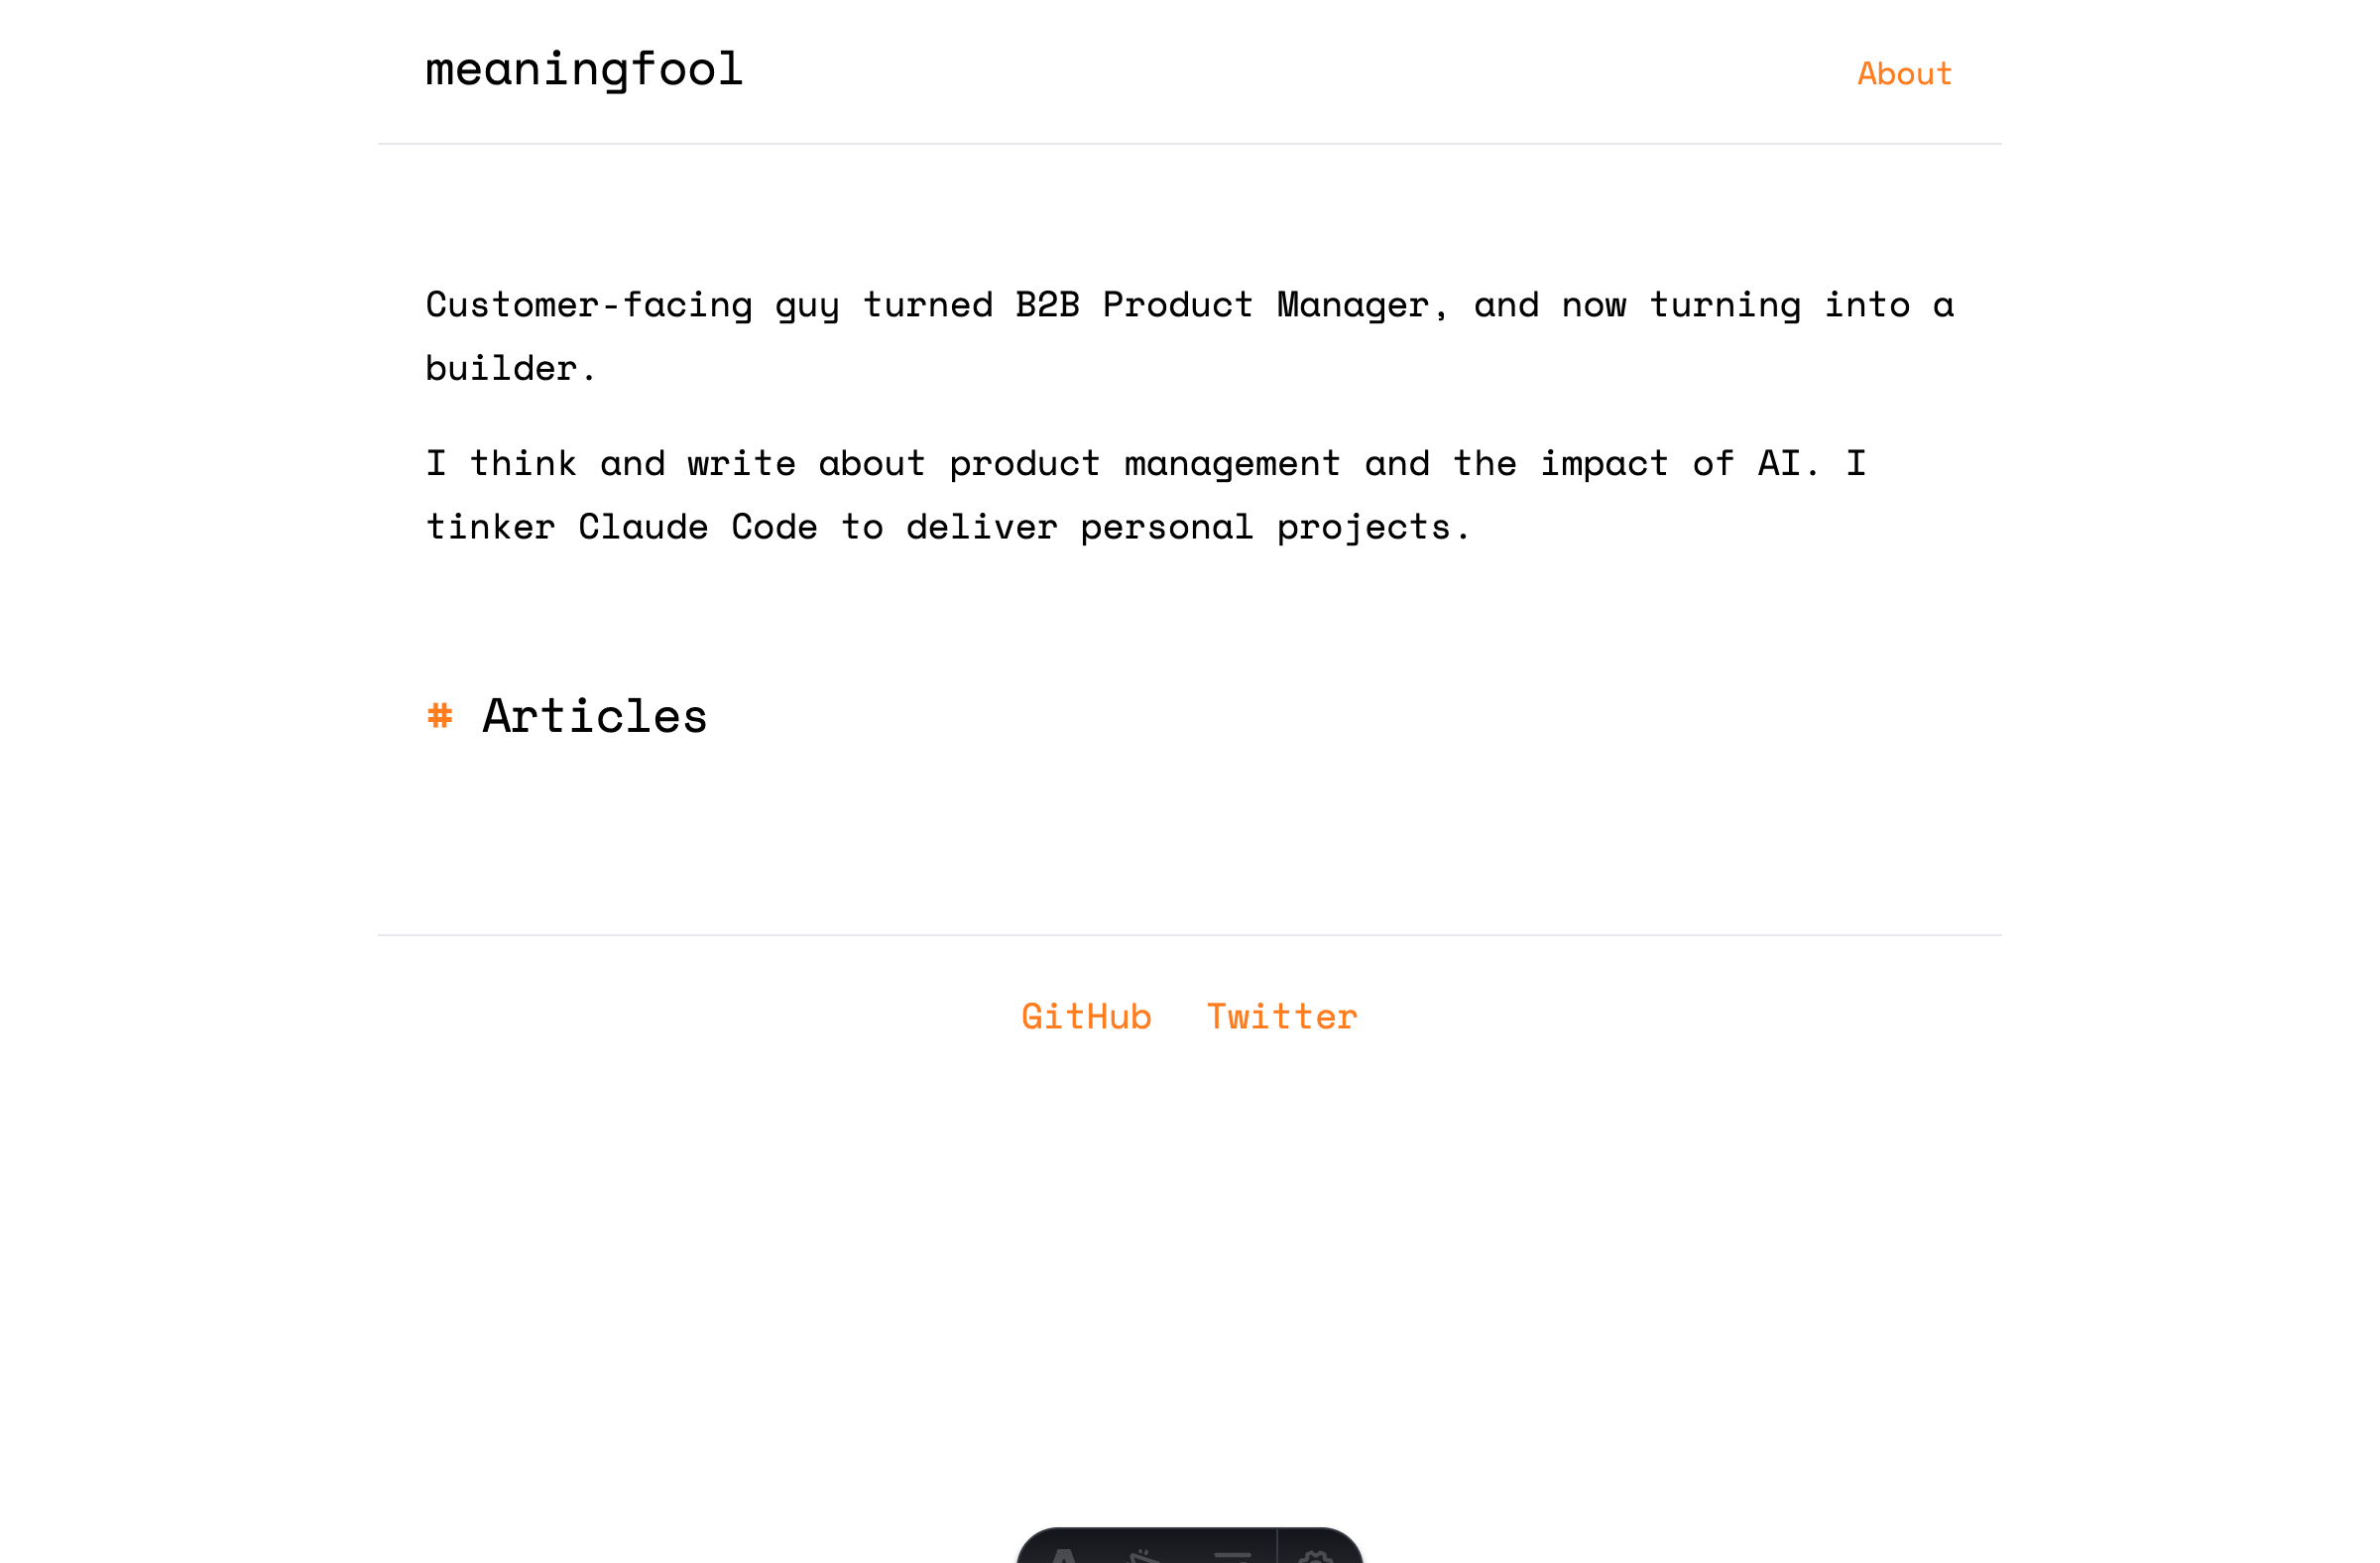 meaningfool
About
Customer-facing guy turned B2B Product Manager, and now turning into a
builder.
I think and write about product management and the impact of AI. I
tinker Claude Code to deliver personal projects.
# Articles
GitHub Twitter